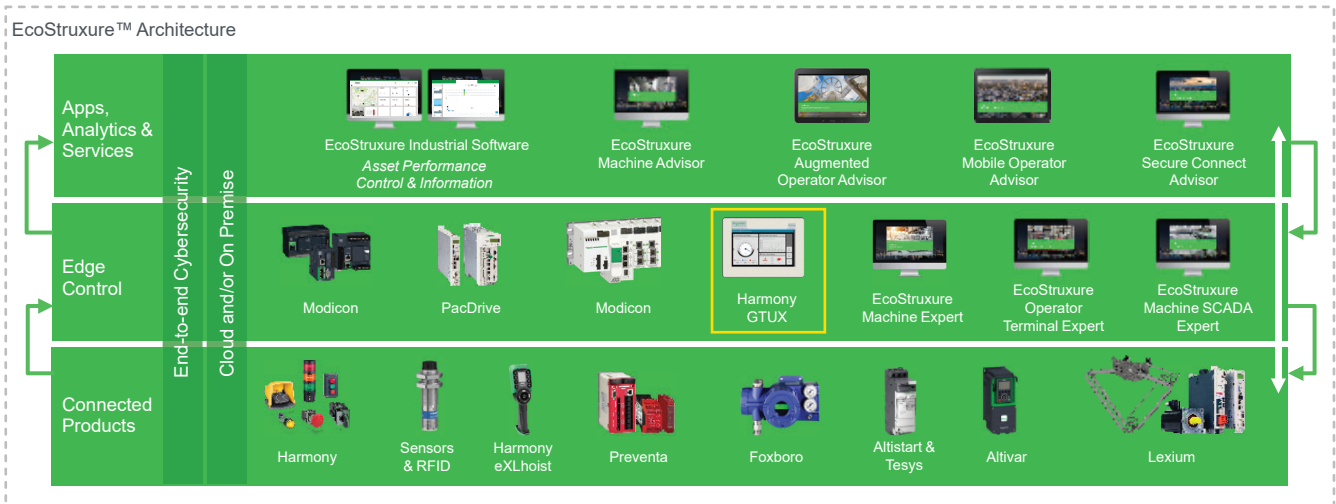 EcoStruxure™ Architecture
Apps,
Analytics &
Services
End-to-end Cybersecurity
Cloud and/or On Premise
EcoStruxure Industrial Software
Asset Performance
Control & Information
EcoStruxure
Machine Advisor
EcoStruxure
Augmented
Operator Advisor
EcoStruxure
Mobile Operator
Advisor
EcoStruxure
Secure Connect
Advisor
Edge
Control
Modicon
PacDrive
Modicon
Harmony
GTUX
EcoStruxure
Machine Expert
EcoStruxure
Operator
Terminal Expert
EcoStruxure
Machine SCADA
Expert
Connected
Products
Harmony
Sensors
& RFID
Harmony
eXLhoist
Preventa
Foxboro
Altistart &
Tesys
Altivar
Lexium